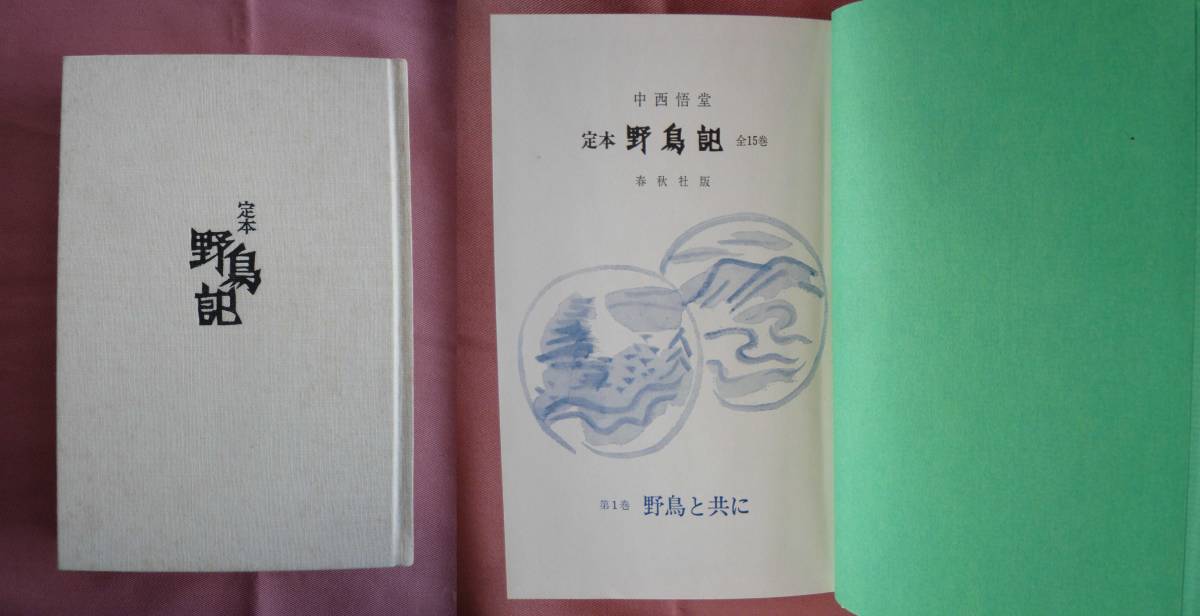 定本
野鳥記
中西悟堂
定本 野鳥記 全15巻
春秋社版
第1巻 野鳥と共に